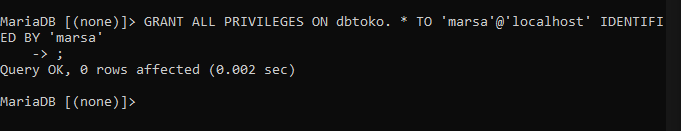 MariaDB [(none)]> GRANT ALL PRIVILEGES ON dbtoko. * TO 'marsa'@'localhost' IDENTIFI
ED BY 'marsa'
    -> ;
Query OK, 0 rows affected (0.002 sec)
MariaDB [(none)]>